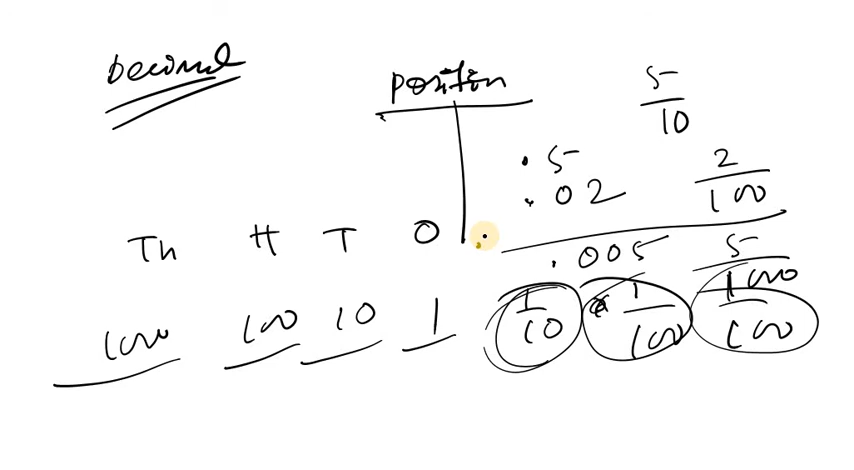 Decimal
position
5/10
.5
.02 2/100
Th H T O .
.005 5/1000
1000 100 10 1 1/10 1/100 1/100